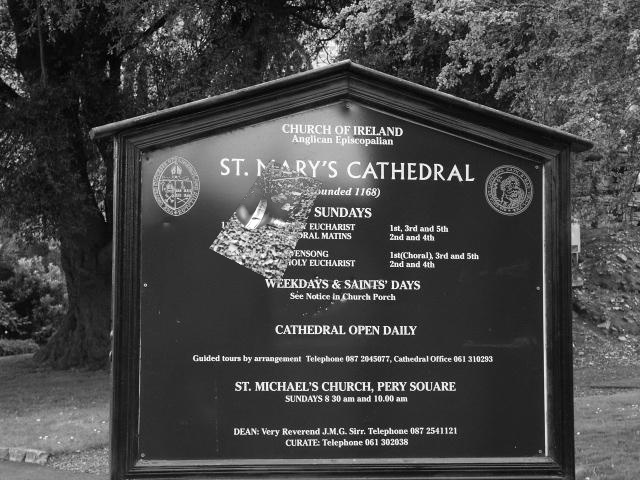 CHURCH OF IRELAND
Anglican Episcopalian
ST. MARY'S CATHEDRAL
ounded 1168)
SUNDAYS
EUCHARIST 1st, 3rd and 5th
ORAL MATINS 2nd and 4th
ENSONG 1st(Choral), 3rd and 5th
HOLY EUCHARIST 2nd and 4th
WEEKDAYS & SAINTS' DAYS
See Notice in Church Porch
CATHEDRAL OPEN DAILY
Guided tours by arrangement Telephone 087 2045077, Cathedral Office 061 310293
ST. MICHAEL'S CHURCH, PERY SQUARE
SUNDAYS 8 30 am and 10.00 am
DEAN: Very Reverend J.M.G. Sirr. Telephone 087 2541121
CURATE: Telephone 061 302038